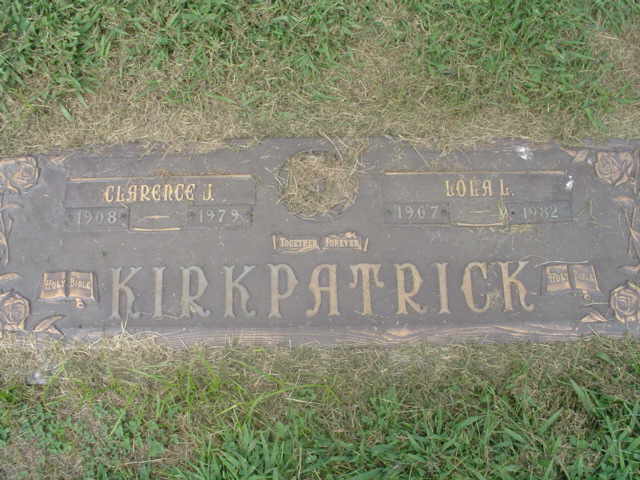 CLARENCE J.
1908 — 1979
LOLA L.
1907 — 1982
TOGETHER FOREVER
HOLY BIBLE
KIRKPATRICK
HOLY BIBLE